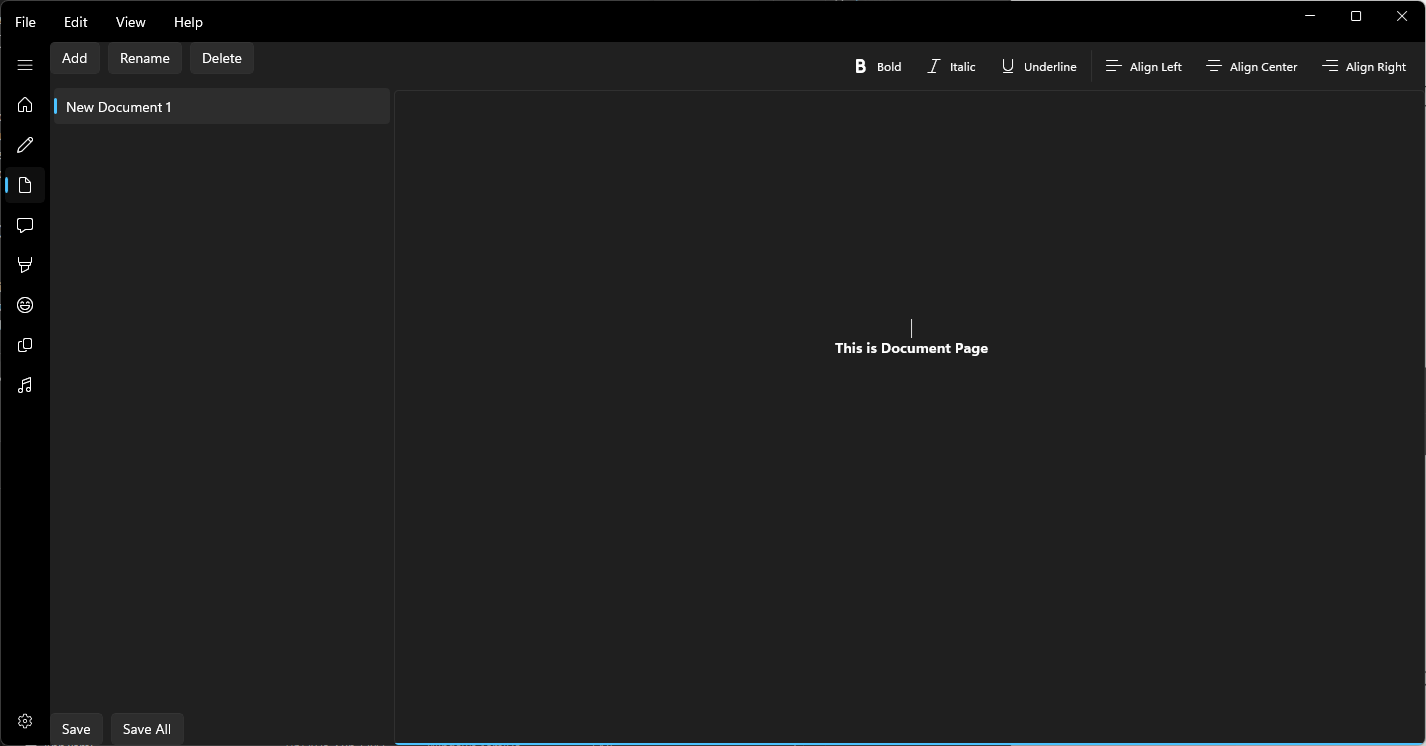 File Edit View Help
Add Rename Delete
Bold Italic Underline Align Left Align Center Align Right
New Document 1
This is Document Page
Save Save All